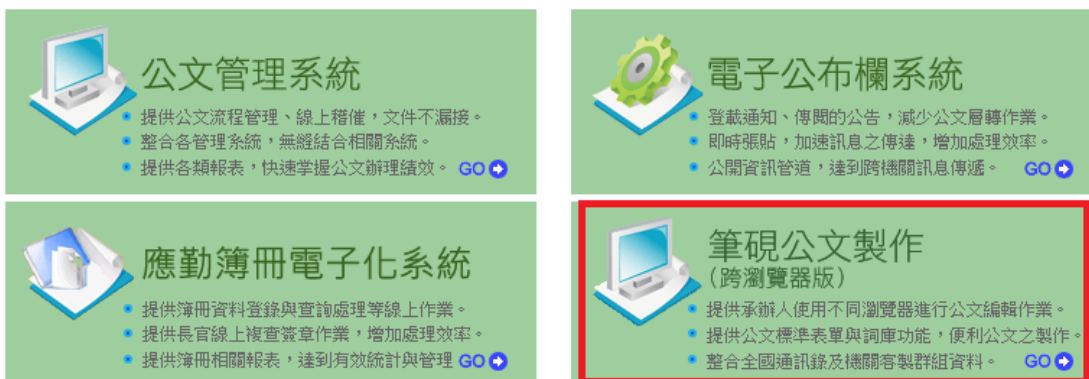 公文管理系統
提供公文流程管理、線上稽催，文件不漏接。
整合各管理系統，無縫結合相關系統。
提供各類報表，快速掌握公文辦理績效。 GO
電子公布欄系統
登載通知、傳閱的公告，減少公文層轉作業。
即時張貼，加速訊息之傳達，增加處理效率。
公開資訊管道，達到跨機關訊息傳遞。 GO
應勤簿冊電子化系統
提供簿冊資料登錄與查詢處理等線上作業。
提供長官線上複查簽章作業，增加處理效率。
提供簿冊相關報表，達到有效統計與管理 GO
筆硯公文製作
（跨瀏覽器版）
提供承辦人使用不同瀏覽器進行公文編輯作業。
提供公文標準表單與詞庫功能，便利公文之製作。
整合全國通訊錄及機關客製群組資料。 GO